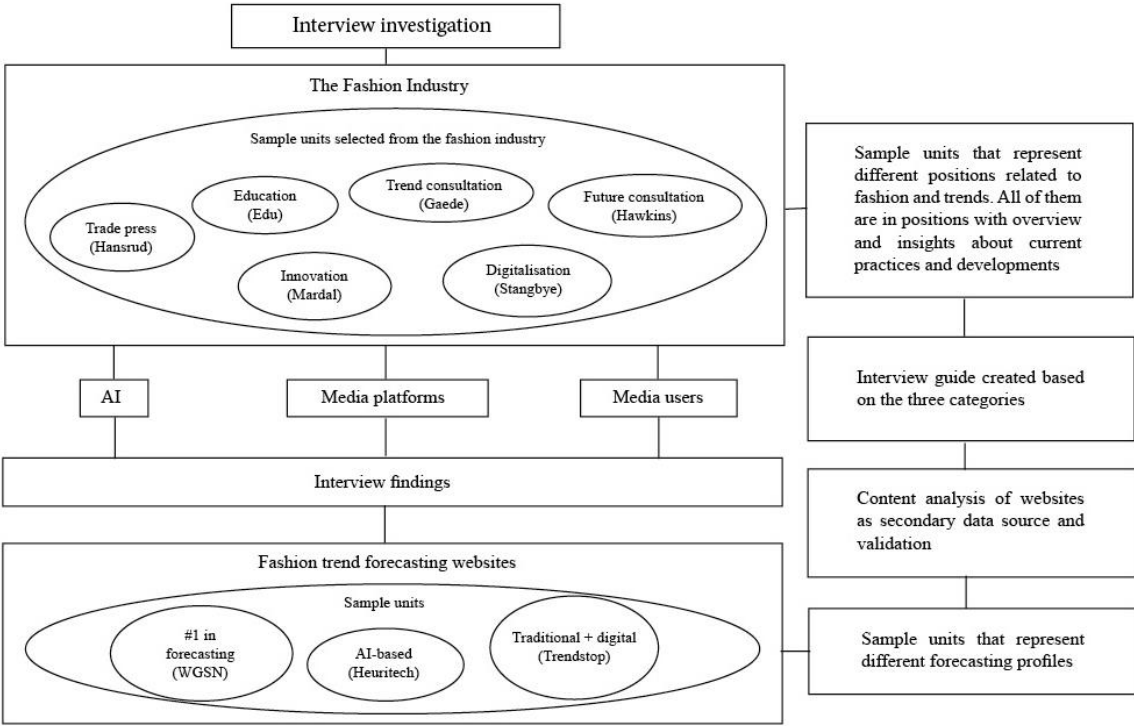 Interview investigation
The Fashion Industry
Sample units selected from the fashion industry
Trade press
(Hansrud)
Education
(Edu)
Trend consultation
(Gaede)
Future consultation
(Hawkins)
Innovation
(Mardal)
Digitalisation
(Stangbye)
Sample units that represent
different positions related to
fashion and trends. All of them
are in positions with overview
and insights about current
practices and developments
AI
Media platforms
Media users
Interview guide created based
on the three categories
Interview findings
Content analysis of websites
as secondary data source and
validation
Fashion trend forecasting websites
Sample units
#1 in
forecasting
(WGSN)
AI-based
(Heuritech)
Traditional + digital
(Trendstop)
Sample units that represent
different forecasting profiles